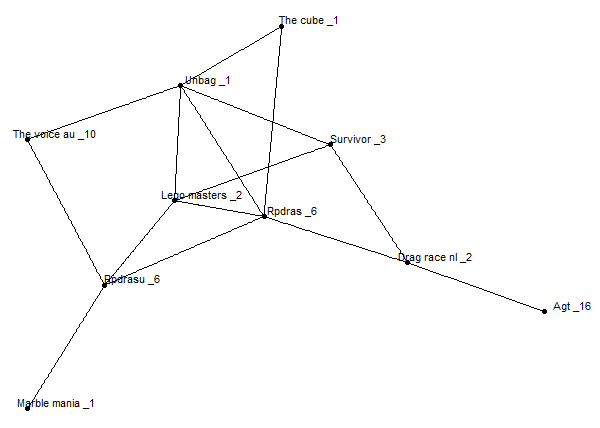 The cube _1
Unbag _1
The voice au _10
Survivor _3
Lego masters _2
Rpdras _6
Drag race nl _2
Rpdrasu _6
Agt _16
Marble mania _1